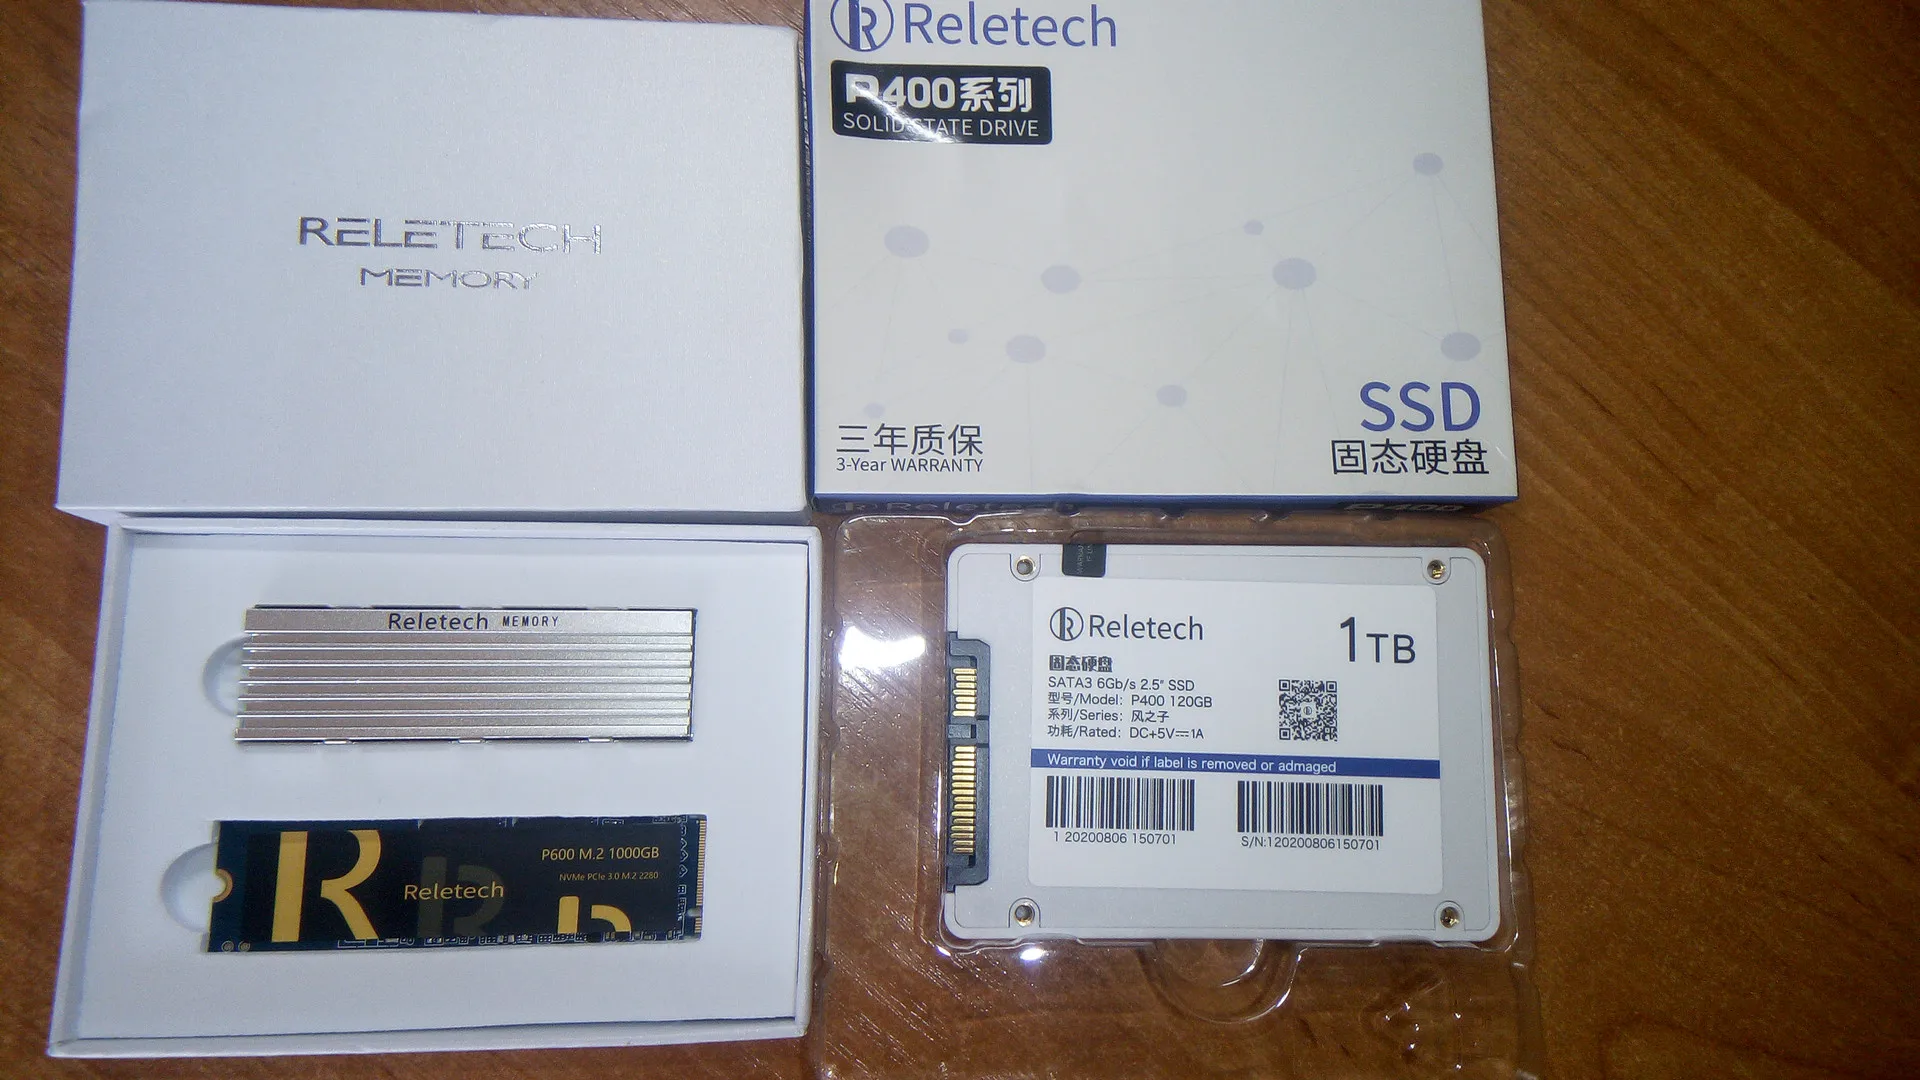 RELETECH
MEMORY
Reletech
P400系列
SOLID STATE DRIVE
三年质保
3-Year WARRANTY
SSD
固态硬盘
Reletech
P400
Reletech MEMORY
P600 M.2 1000GB
NVMe PCIe 3.0 M.2 2280
Reletech
Reletech
1TB
固态硬盘
SATA3 6Gb/s 2.5" SSD
型号/Model: P400 120GB
系列/Series: 风之子
功耗/Rated: DC+5V⎓1A
Warranty void if label is removed or admaged
1 20200806 150701
S/N:120200806150701